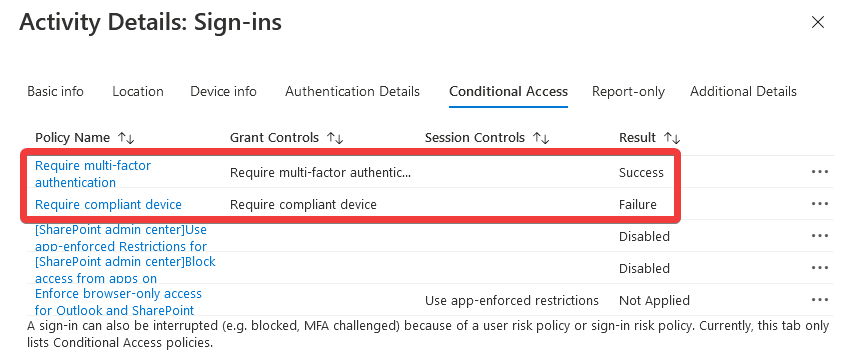 Activity Details: Sign-ins
Basic info Location Device info Authentication Details Conditional Access Report-only Additional Details
Policy Name ↑↓ Grant Controls ↑↓ Session Controls ↑↓ Result ↑↓
Require multi-factor
authentication Require multi-factor authentic... Success
Require compliant device Require compliant device Failure
[SharePoint admin center]Use
app-enforced Restrictions for Disabled
[SharePoint admin center]Block
access from apps on Disabled
Enforce browser-only access
for Outlook and SharePoint Use app-enforced restrictions Not Applied
A sign-in can also be interrupted (e.g. blocked, MFA challenged) because of a user risk policy or sign-in risk policy. Currently, this tab only
lists Conditional Access policies.